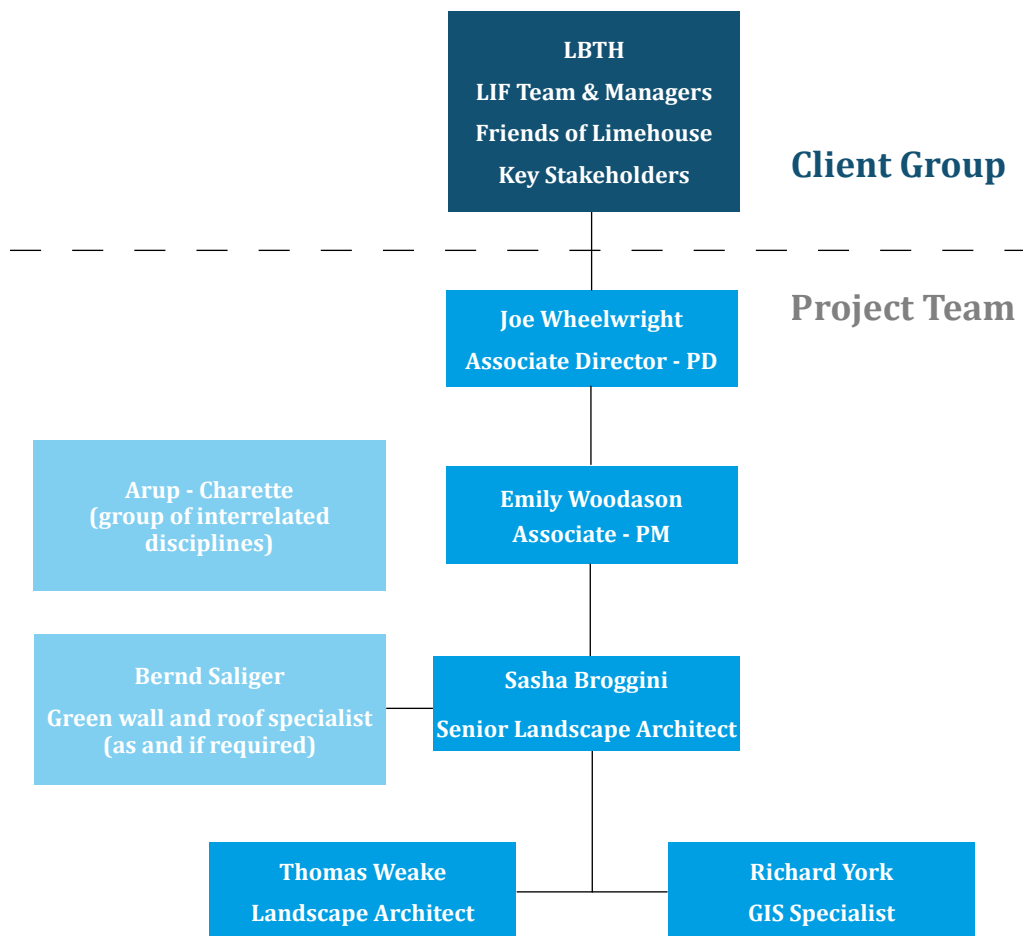 LBTH
LIF Team & Managers
Friends of Limehouse
Key Stakeholders
Client Group
Project Team
Joe Wheelwright
Associate Director - PD
Arup - Charette
(group of interrelated
disciplines)
Emily Woodason
Associate - PM
Bernd Saliger
Green wall and roof specialist
(as and if required)
Sasha Broggini
Senior Landscape Architect
Thomas Weake
Landscape Architect
Richard York
GIS Specialist